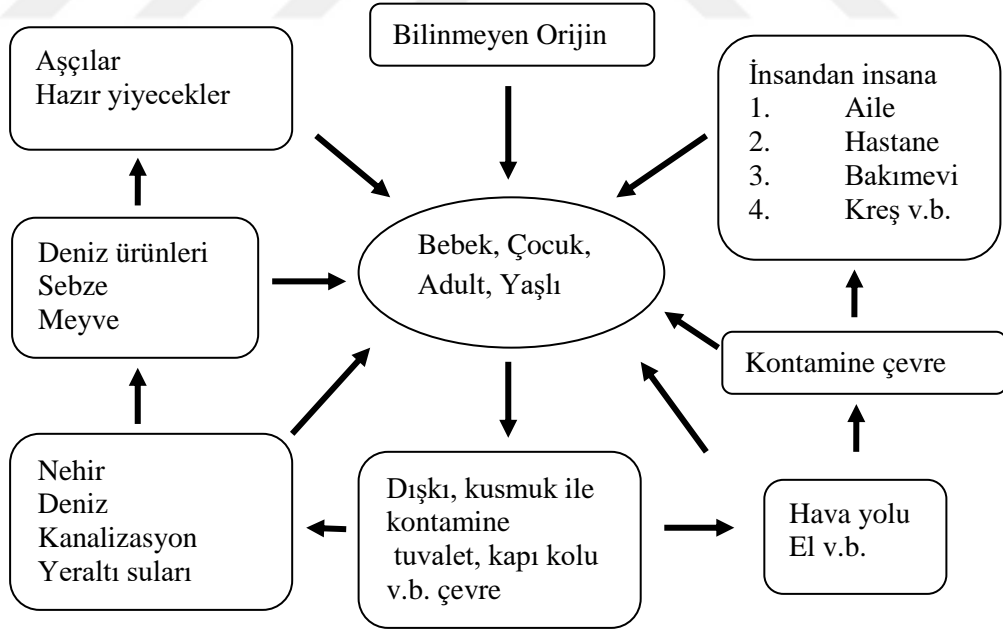 Bilinmeyen Orijin
Aşçılar
Hazır yiyecekler
İnsandan insana
1. Aile
2. Hastane
3. Bakımevi
4. Kreş v.b.
Deniz ürünleri
Sebze
Meyve
Bebek, Çocuk,
Adult, Yaşlı
Kontamine çevre
Nehir
Deniz
Kanalizasyon
Yeraltı suları
Dışkı, kusmuk ile
kontamine
tuvalet, kapı kolu
v.b. çevre
Hava yolu
El v.b.